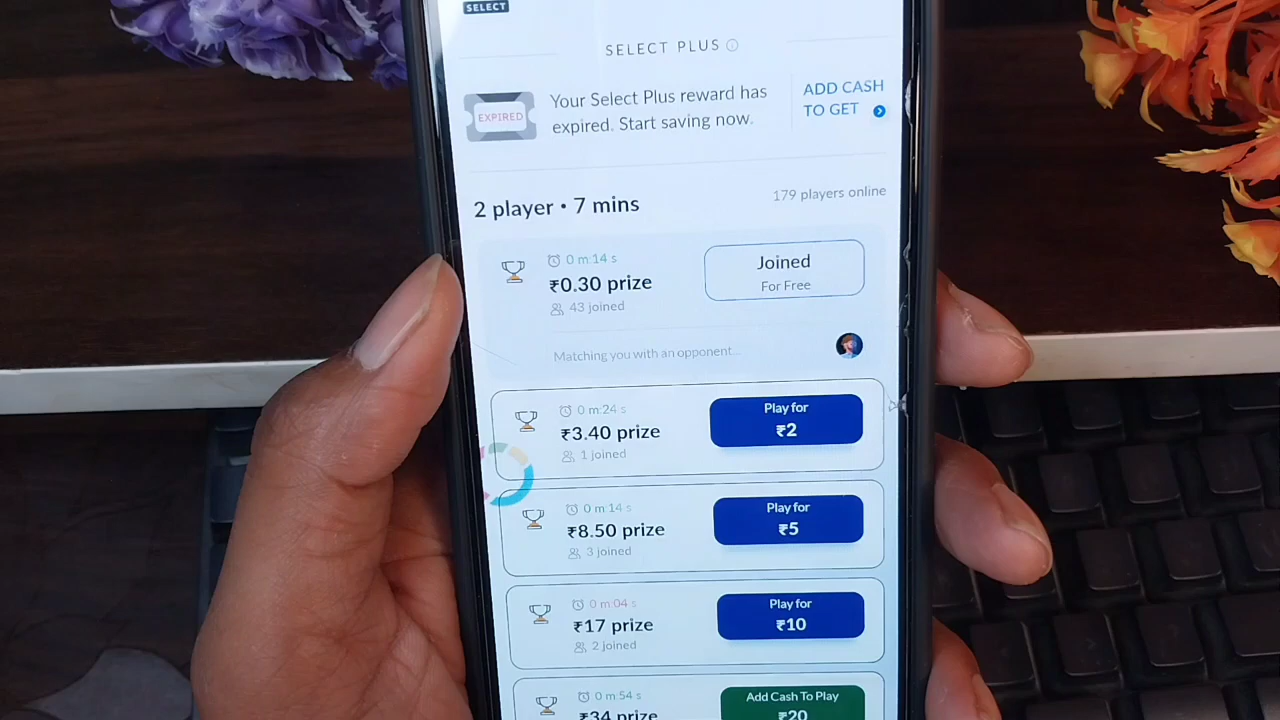 SELECT
SELECT PLUS
EXPIRED
Your Select Plus reward has
expired. Start saving now.
ADD CASH
TO GET
2 player • 7 mins
179 players online
0 m:14 s
₹0.30 prize
43 joined
Joined
For Free
Matching you with an opponent...
0 m:24 s
₹3.40 prize
1 joined
Play for
₹2
0 m 14 s
₹8.50 prize
3 joined
Play for
₹5
0 m:04 s
₹17 prize
2 joined
Play for
₹10
0 m:54 s
₹34 prize
Add Cash To Play
₹20